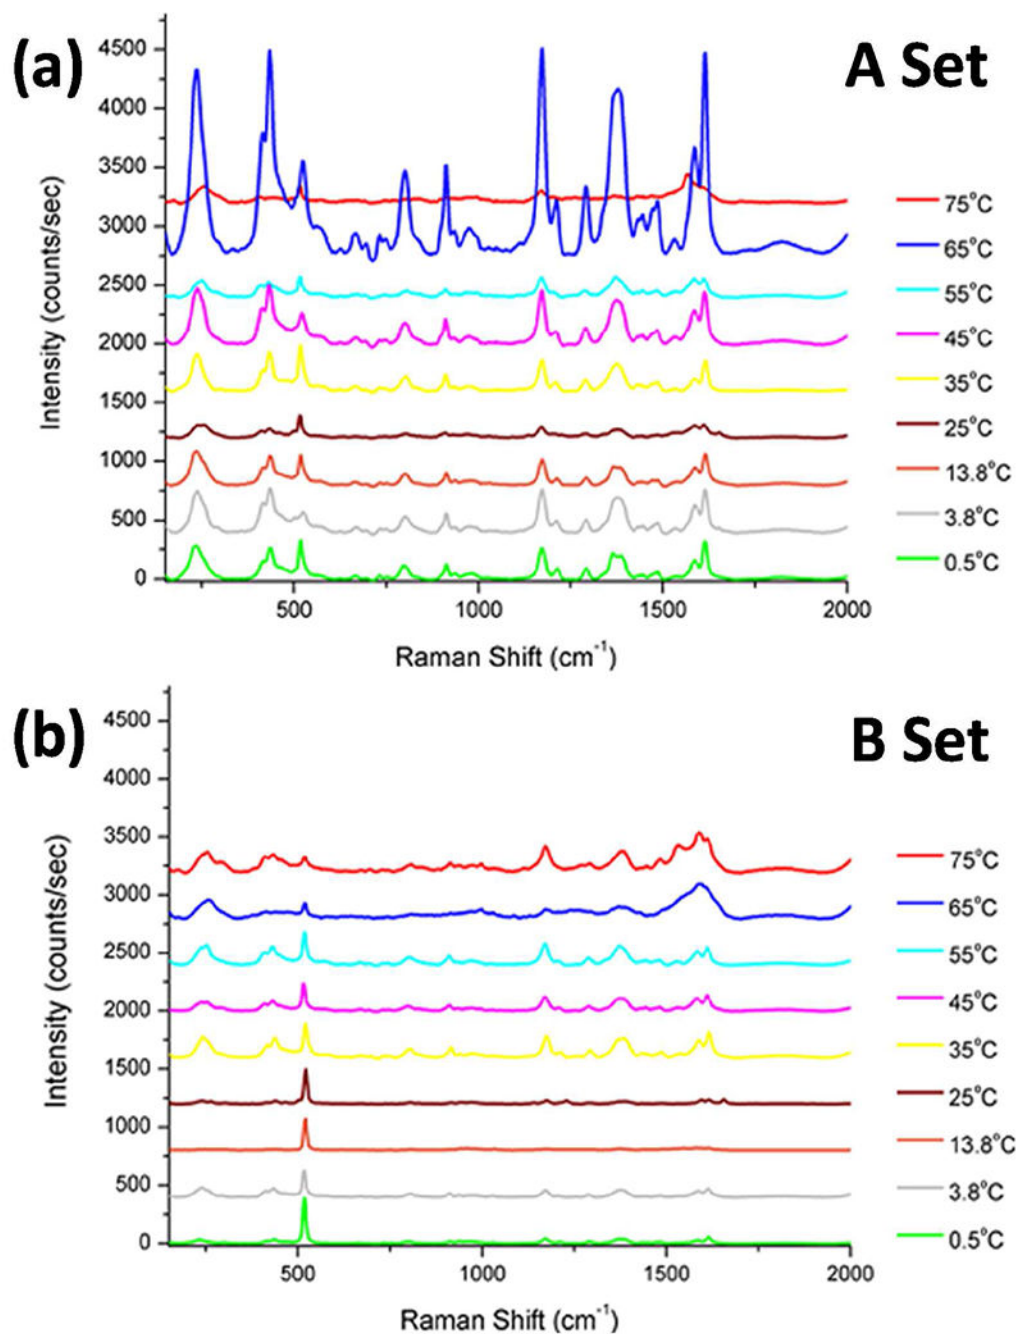 (a)
A Set
4500
4000
3500
3000
2500
2000
1500
1000
500
0
Intensity (counts/sec)
500 1000 1500 2000
Raman Shift (cm⁻¹)
75°C
65°C
55°C
45°C
35°C
25°C
13.8°C
3.8°C
0.5°C
(b)
B Set
4500
4000
3500
3000
2500
2000
1500
1000
500
0
Intensity (counts/sec)
500 1000 1500 2000
Raman Shift (cm⁻¹)
75°C
65°C
55°C
45°C
35°C
25°C
13.8°C
3.8°C
0.5°C